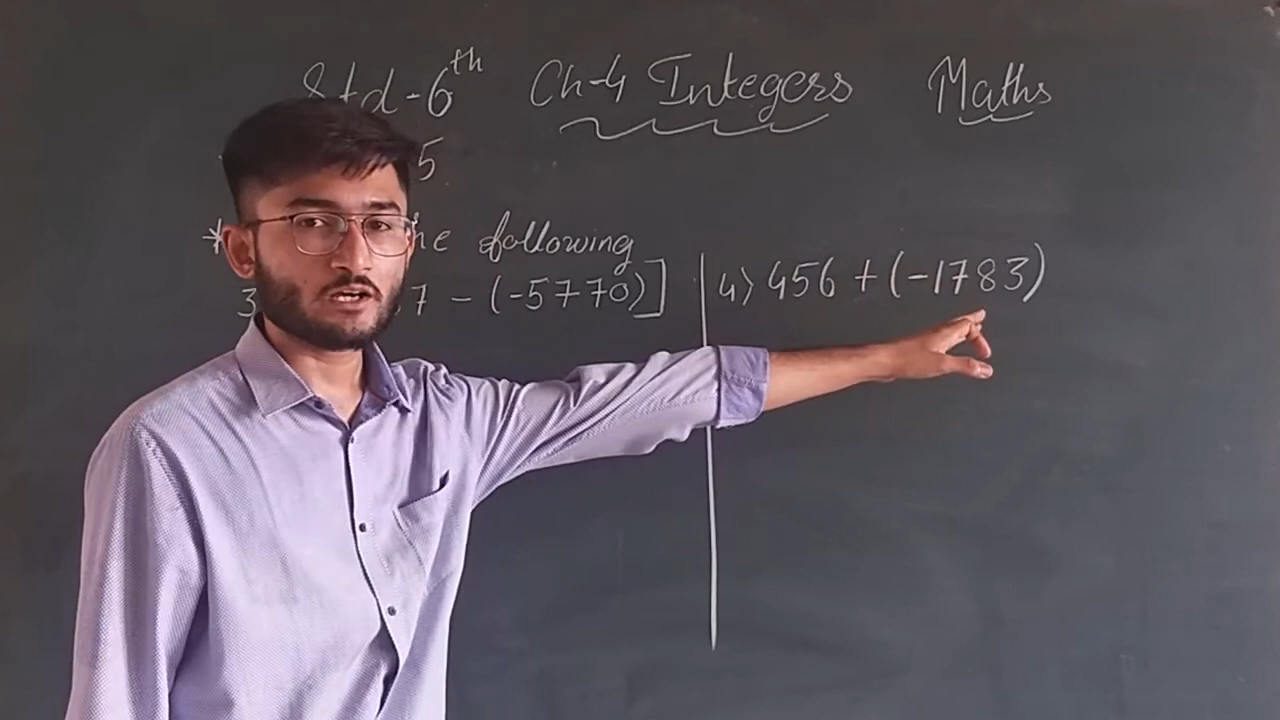 Std-6th Ch-4 Integers Maths
5
* the following
3 7 - (-5770)] 4) 456 + (-1783)